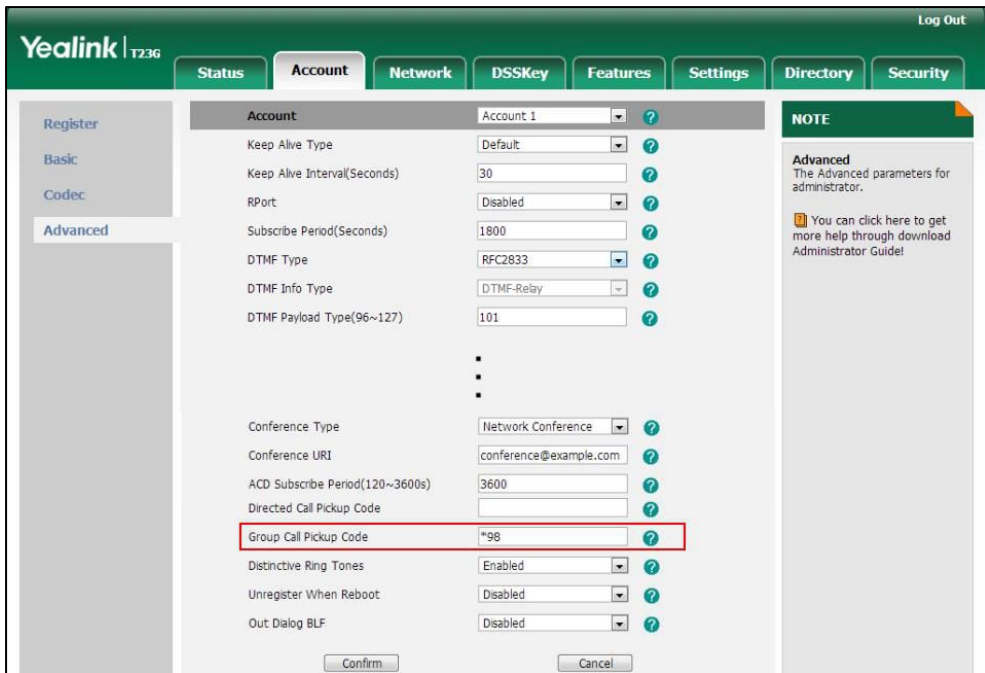 Log Out
Yealink T23G
Status Account Network DSSKey Features Settings Directory Security
Register
Basic
Codec
Advanced
Account Account 1 ?
Keep Alive Type Default ?
Keep Alive Interval(Seconds) 30 ?
RPort Disabled ?
Subscribe Period(Seconds) 1800 ?
DTMF Type RFC2833 ?
DTMF Info Type DTMF-Relay ?
DTMF Payload Type(96~127) 101 ?
Conference Type Network Conference ?
Conference URI conference@example.com ?
ACD Subscribe Period(120~3600s) 3600 ?
Directed Call Pickup Code ?
Group Call Pickup Code *98 ?
Distinctive Ring Tones Enabled ?
Unregister When Reboot Disabled ?
Out Dialog BLF Disabled ?
Confirm Cancel
NOTE
Advanced
The Advanced parameters for
administrator.
? You can click here to get
more help through download
Administrator Guide!